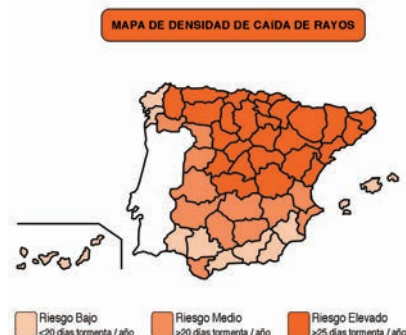 MAPA DE DENSIDAD DE CAÍDA DE RAYOS
Riesgo Bajo
<20 días tormenta / año
Riesgo Medio
>20 días tormenta / año
Riesgo Elevado
>25 días tormenta / año